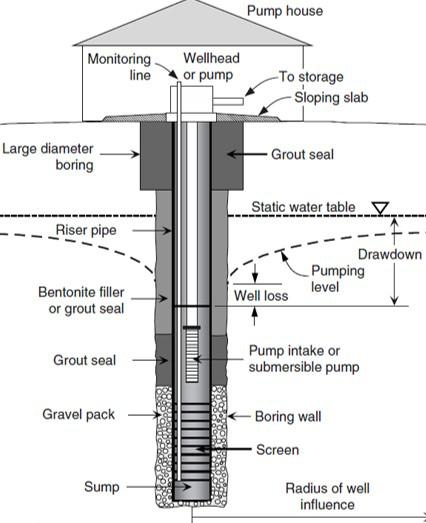 Pump house
Monitoring
line
Wellhead
or pump
To storage
Sloping slab
Large diameter
boring
Grout seal
Static water table
Riser pipe
Drawdown
Pumping
level
Bentonite filler
or grout seal
Well loss
Grout seal
Pump intake or
submersible pump
Gravel pack
Boring wall
Screen
Sump
Radius of well
influence